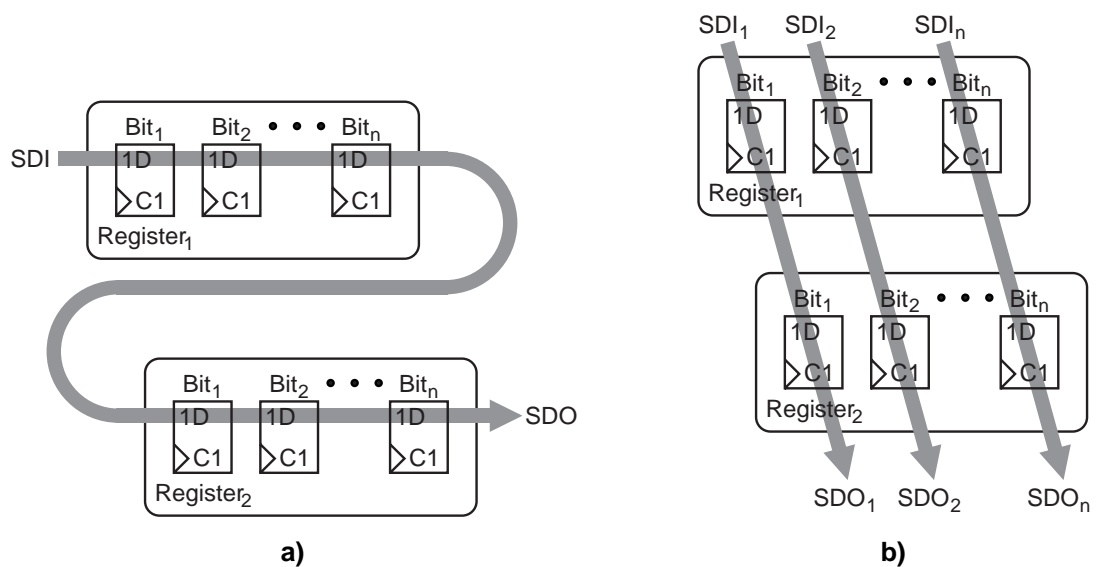 SDI
Bit1 Bit2 • • • Bitn
1D 1D 1D
C1 C1 C1
Register1
Bit1 Bit2 • • • Bitn
1D 1D 1D
C1 C1 C1
Register2
SDO
a)
SDI1 SDI2 SDIn
Bit1 Bit2 • • • Bitn
1D 1D 1D
C1 C1 C1
Register1
Bit1 Bit2 • • • Bitn
1D 1D 1D
C1 C1 C1
Register2
SDO1 SDO2 SDOn
b)